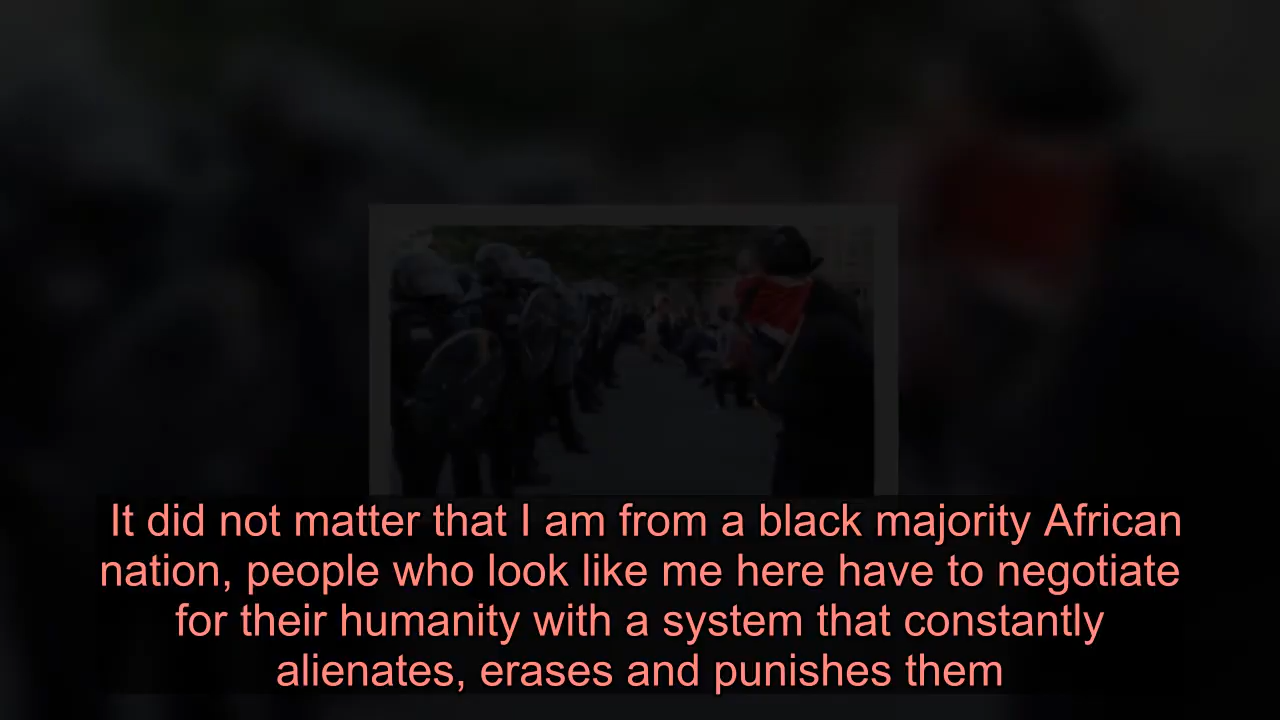 It did not matter that I am from a black majority African
nation, people who look like me here have to negotiate
for their humanity with a system that constantly
alienates, erases and punishes them